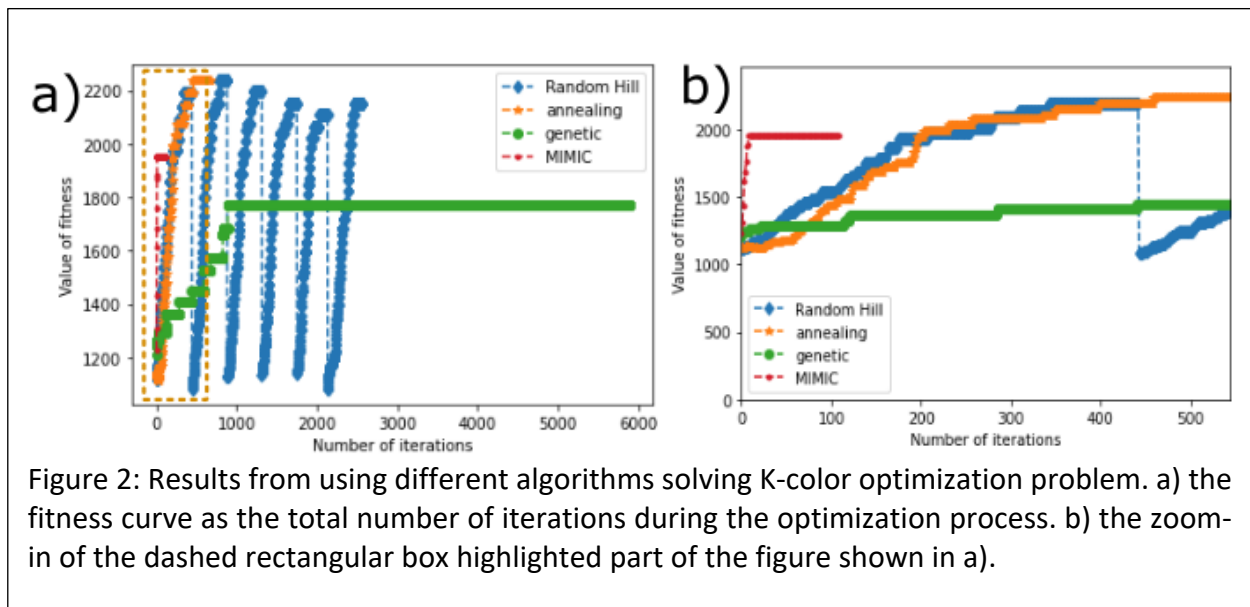 a)
2200
2000
1800
1600
1400
1200
Value of fitness
0
1000
2000
3000
4000
5000
6000
Number of iterations
Random Hill
annealing
genetic
MIMIC
b)
2000
1500
1000
500
0
Value of fitness
0
100
200
300
400
500
Number of iterations
Random Hill
annealing
genetic
MIMIC
Figure 2: Results from using different algorithms solving K-color optimization problem. a) the
fitness curve as the total number of iterations during the optimization process. b) the zoom-
in of the dashed rectangular box highlighted part of the figure shown in a).